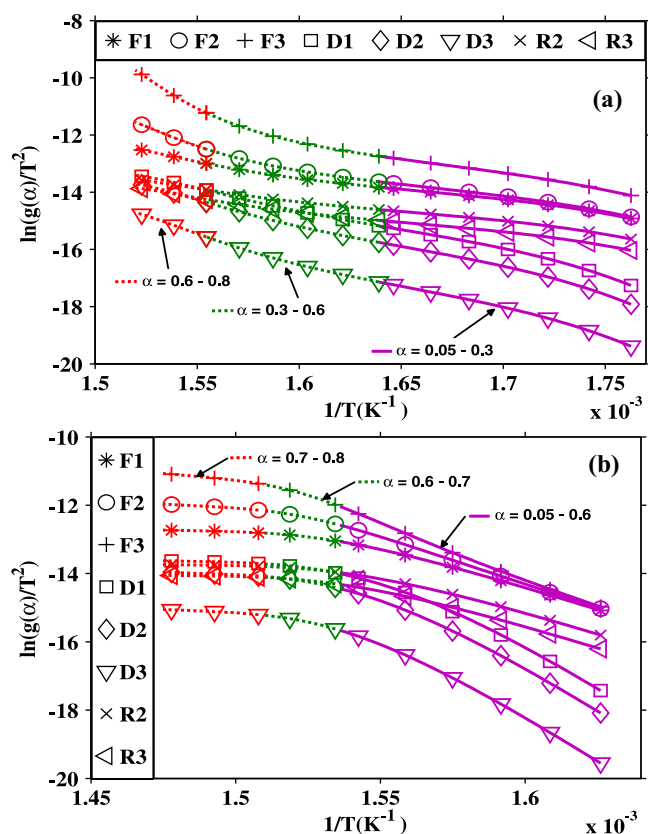 F1 F2 F3 D1 D2 D3 R2 R3
(a)
ln(g(α)/T²)
-8
-10
-12
-14
-16
-18
-20
α = 0.6 - 0.8
α = 0.3 - 0.6
α = 0.05 - 0.3
1.5 1.55 1.6 1.65 1.7 1.75
1/T(K⁻¹)
x 10⁻³
(b)
F1
F2
F3
D1
D2
D3
R2
R3
ln(g(α)/T²)
-10
-12
-14
-16
-18
-20
α = 0.7 - 0.8
α = 0.6 - 0.7
α = 0.05 - 0.6
1.45 1.5 1.55 1.6
1/T(K⁻¹)
x 10⁻³